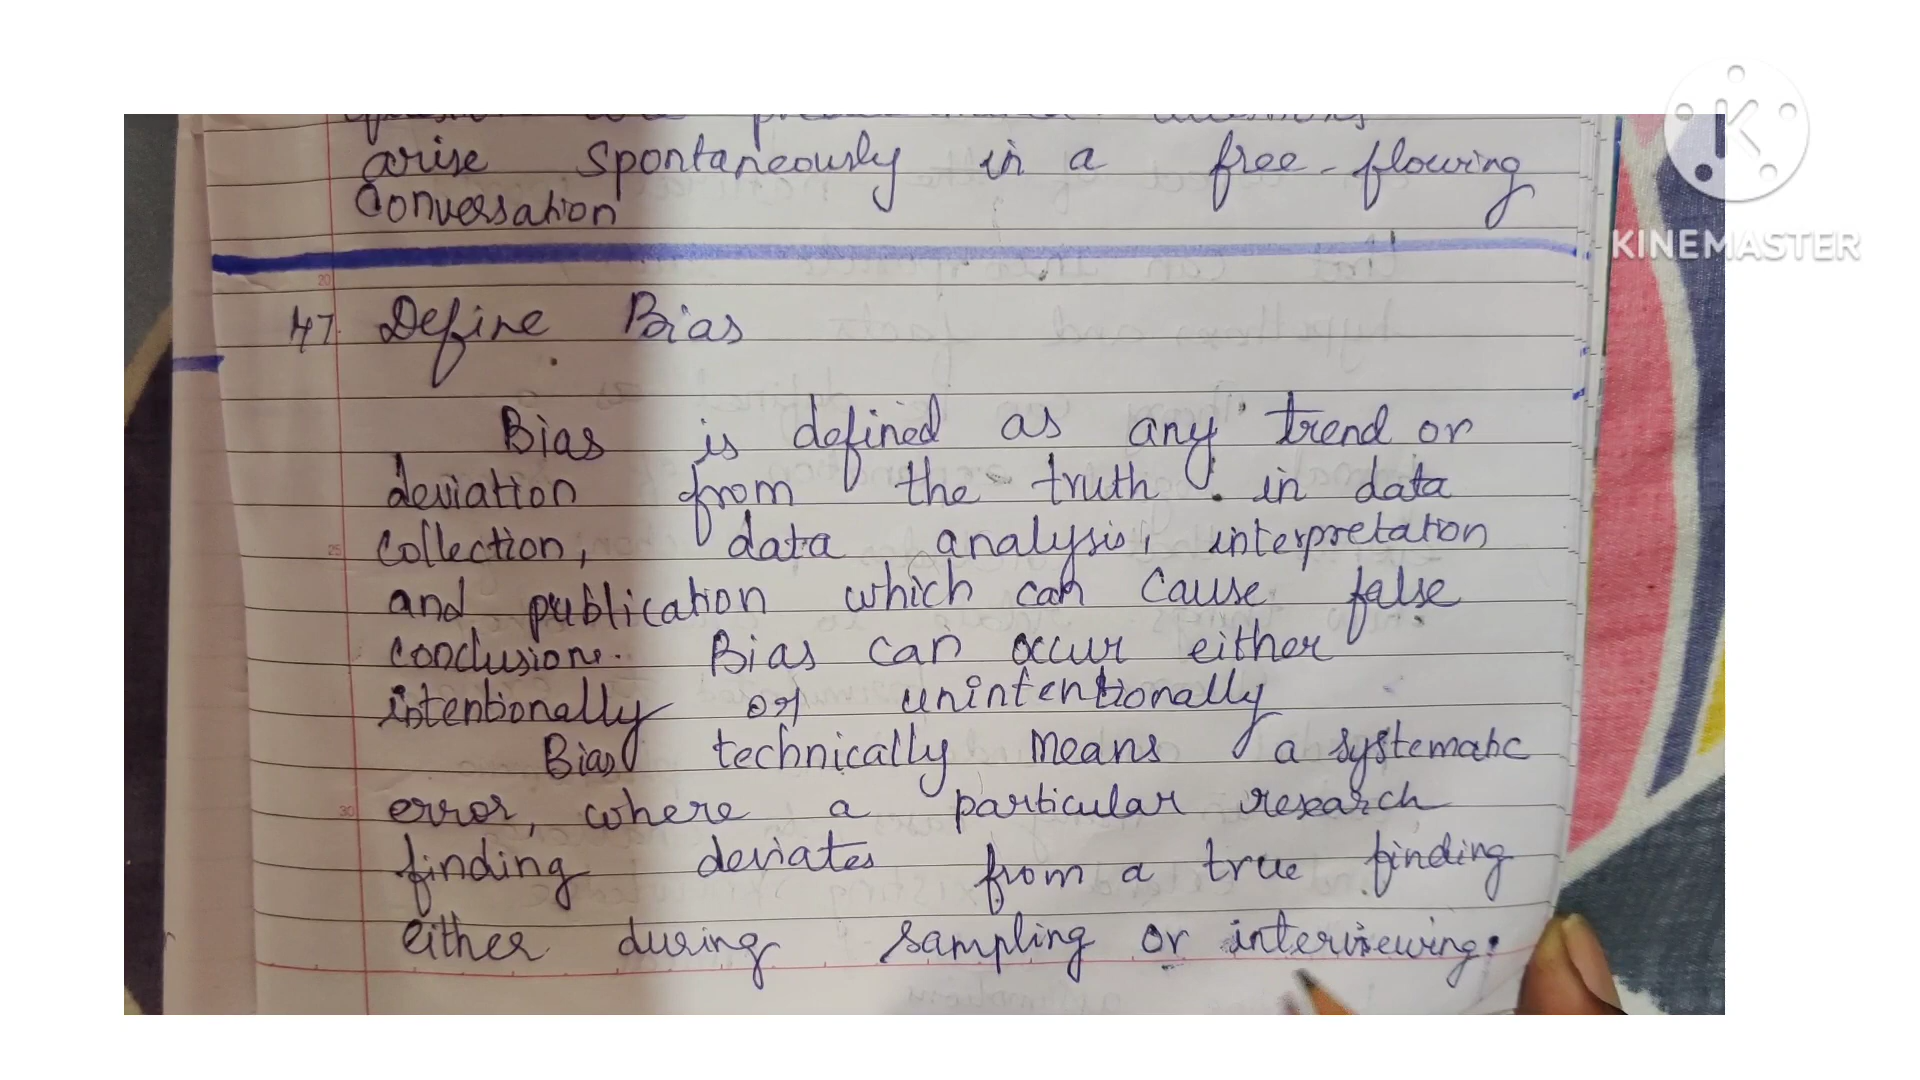 arise spontaneously in a free-flowing
Conversation
20
47. Define Bias
Bias is defined as any trend or
deviation from the truth in data
25
collection, data analysis, interpretation
and publication which can cause false
conclusion. Bias can occur either
intentionally or unintentionally
Bias technically means a systematic
30
error, where a particular research
finding deviates from a true finding
either during sampling or interviewing.
KINEMASTER